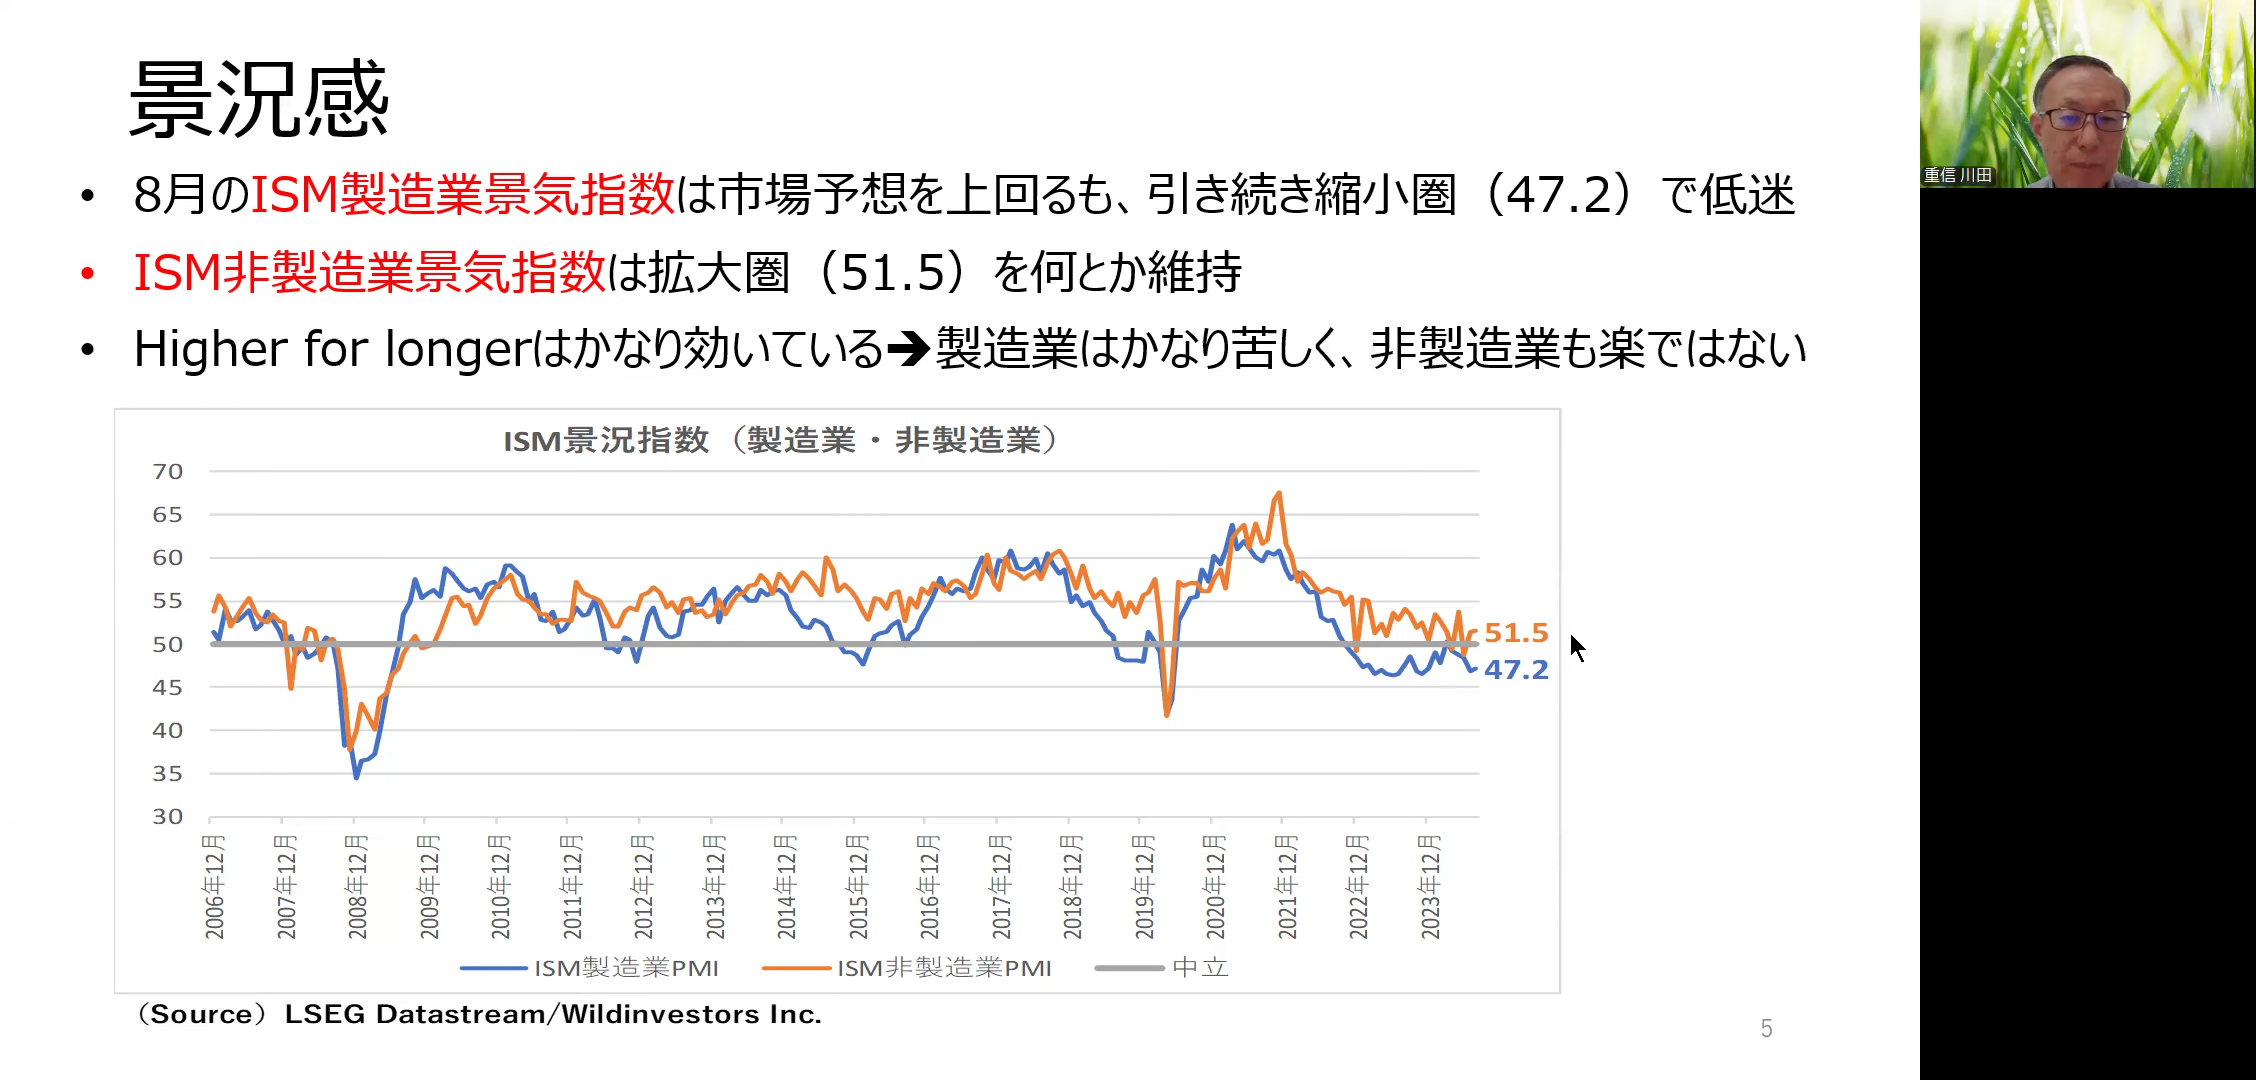 景況感
• 8月のISM製造業景気指数は市場予想を上回るも、引き続き縮小圏（47.2）で低迷
• ISM非製造業景気指数は拡大圏（51.5）を何とか維持
• Higher for longerはかなり効いている➔製造業はかなり苦しく、非製造業も楽ではない
ISM景況指数（製造業・非製造業）
70
65
60
55
50
45
40
35
30
51.5
47.2
2006年12月
2007年12月
2008年12月
2009年12月
2010年12月
2011年12月
2012年12月
2013年12月
2014年12月
2015年12月
2016年12月
2017年12月
2018年12月
2019年12月
2020年12月
2021年12月
2022年12月
2023年12月
ISM製造業PMI ISM非製造業PMI 中立
（Source）LSEG Datastream/Wildinvestors Inc.
5
重信 川田